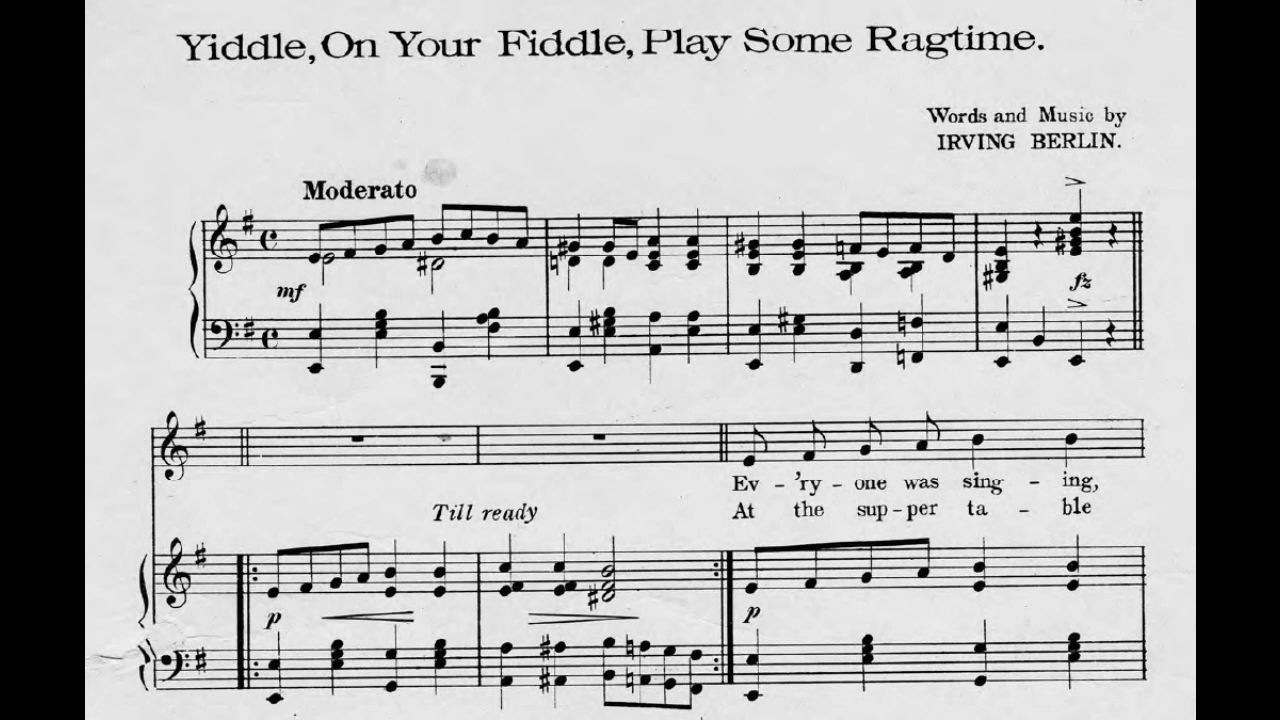 Yiddle, On Your Fiddle, Play Some Ragtime.
Words and Music by
IRVING BERLIN.
Moderato
mf
fz
Ev - 'ry - one was sing - ing,
At the sup - per ta - ble
Till ready
p
p